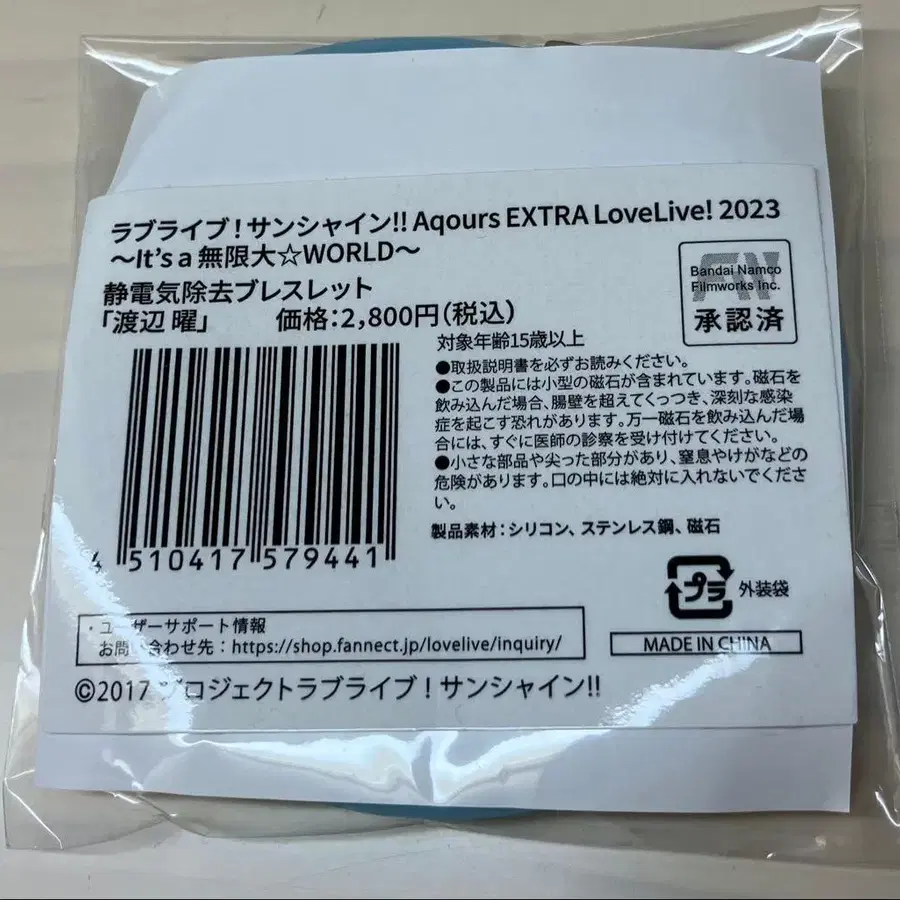 ラブライブ！サンシャイン!! Aqours EXTRA LoveLive! 2023
～It's a 無限大☆WORLD～
静電気除去ブレスレット
「渡辺 曜」 価格：2,800円(税込)
Bandai Namco
Filmworks Inc.
承認済
対象年齢15歳以上
●取扱説明書を必ずお読みください。
●この製品には小型の磁石が含まれています。磁石を
飲み込んだ場合、腸壁を超えてくっつき、深刻な感染
症を起こす恐れがあります。万一磁石を飲み込んだ場
合には、すぐに医師の診察を受け付けてください。
●小さな部品や尖った部分があり、窒息やけがなどの
危険があります。口の中には絶対に入れないでくださ
い。
製品素材：シリコン、ステンレス鋼、磁石
4 510417 579441
プラ 外装袋
・ユーザーサポート情報
お問い合わせ先：https://shop.fannect.jp/lovelive/inquiry/
MADE IN CHINA
©2017 プロジェクトラブライブ！サンシャイン!!